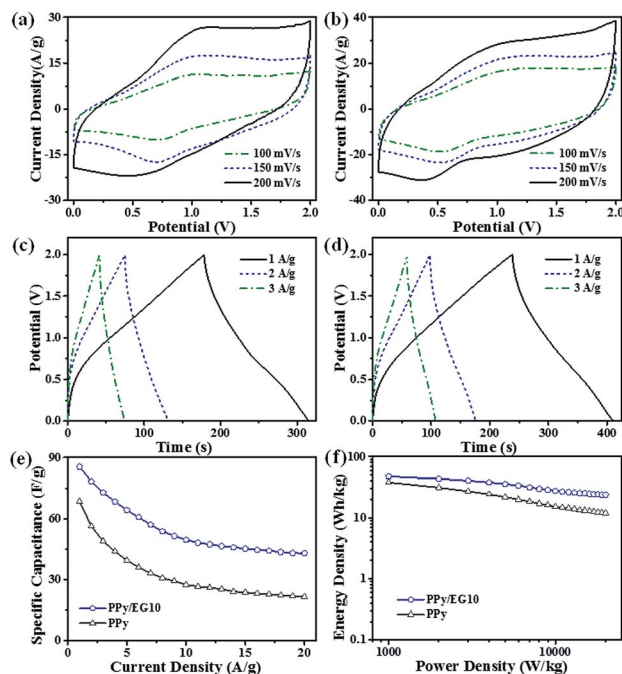 (a)
30
15
0
-15
-30
Current Density(A/g)
100 mV/s
150 mV/s
200 mV/s
0.0 0.5 1.0 1.5 2.0
Potential (V)
(b)
40
20
0
-20
-40
Current Density(A/g)
100 mV/s
150 mV/s
200 mV/s
0.0 0.5 1.0 1.5 2.0
Potential (V)
(c)
2.0
1.5
1.0
0.5
0.0
Potential (V)
1 A/g
2 A/g
3 A/g
0 100 200 300
Time (s)
(d)
2.0
1.5
1.0
0.5
0.0
Potential (V)
1 A/g
2 A/g
3 A/g
0 100 200 300 400
Time (s)
(e)
90
60
30
0
Specific Capacitance (F/g)
PPy/EG10
PPy
0 5 10 15 20
Current Density (A/g)
(f)
100
10
1
0.1
Energy Density (Wh/kg)
PPy/EG10
PPy
1000 10000
Power Density (W/kg)